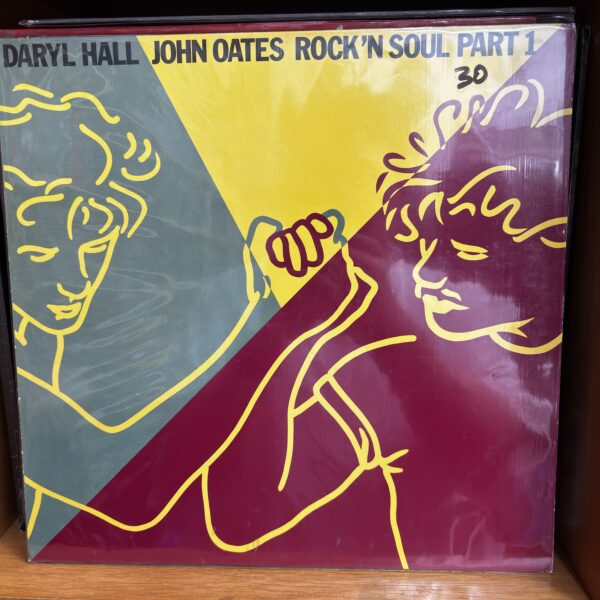 DARYL HALL JOHN OATES ROCK'N SOUL PART 1
30